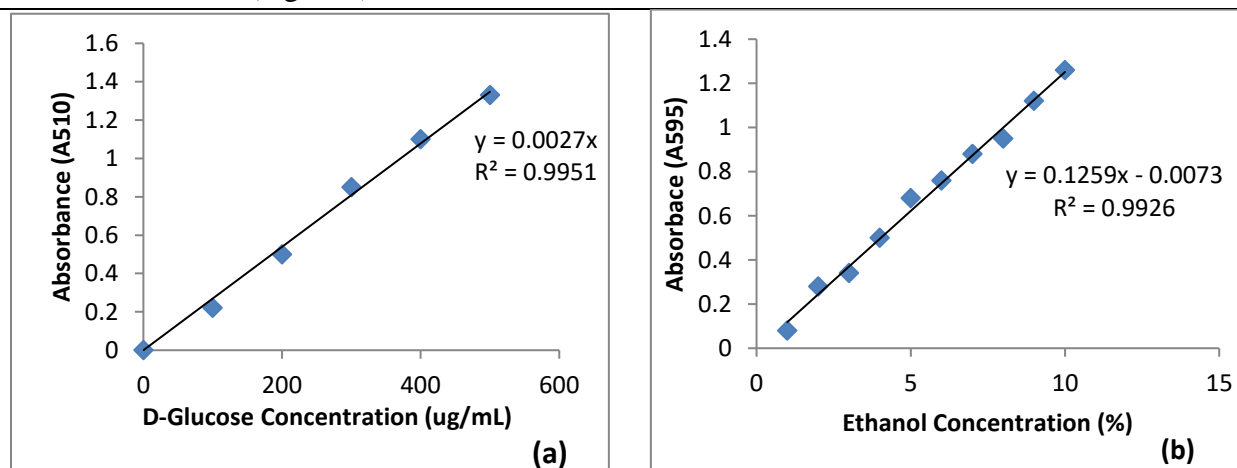 1.6
1.4
1.2
1
0.8
0.6
0.4
0.2
0
0 200 400 600
Absorbance (A510)
D-Glucose Concentration (ug/mL)
y = 0.0027x
R² = 0.9951
(a)
1.4
1.2
1
0.8
0.6
0.4
0.2
0
0 5 10 15
Absorbace (A595)
Ethanol Concentration (%)
y = 0.1259x - 0.0073
R² = 0.9926
(b)